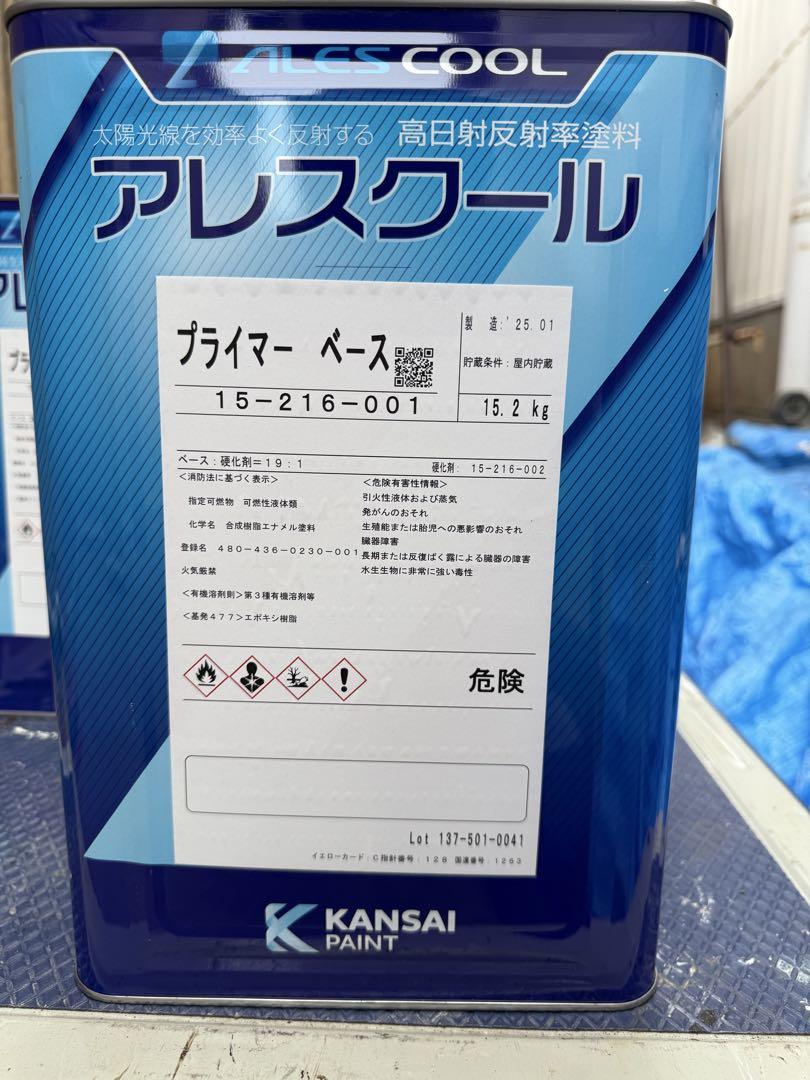 ALES COOL
太陽光線を効率よく反射する 高日射反射率塗料
アレスクール
プライマー ベース
15-216-001
製 造:'25.01
貯蔵条件:屋内貯蔵
15.2 kg
ベース:硬化剤=19:1
硬化剤: 15-216-002
<消防法に基づく表示>
指定可燃物 可燃性液体類
化学名 合成樹脂エナメル塗料
登録名 480-436-0230-001
火気厳禁
<有機溶剤則>第3種有機溶剤等
<基発477>エポキシ樹脂
<危険有害性情報>
引火性液体および蒸気
発がんのおそれ
生殖能または胎児への悪影響のおそれ
臓器障害
長期または反復ばく露による臓器の障害
水生生物に非常に強い毒性
危険
Lot 137-501-0041
イエローカード:C指針番号:128 国連番号:1263
KANSAI
PAINT